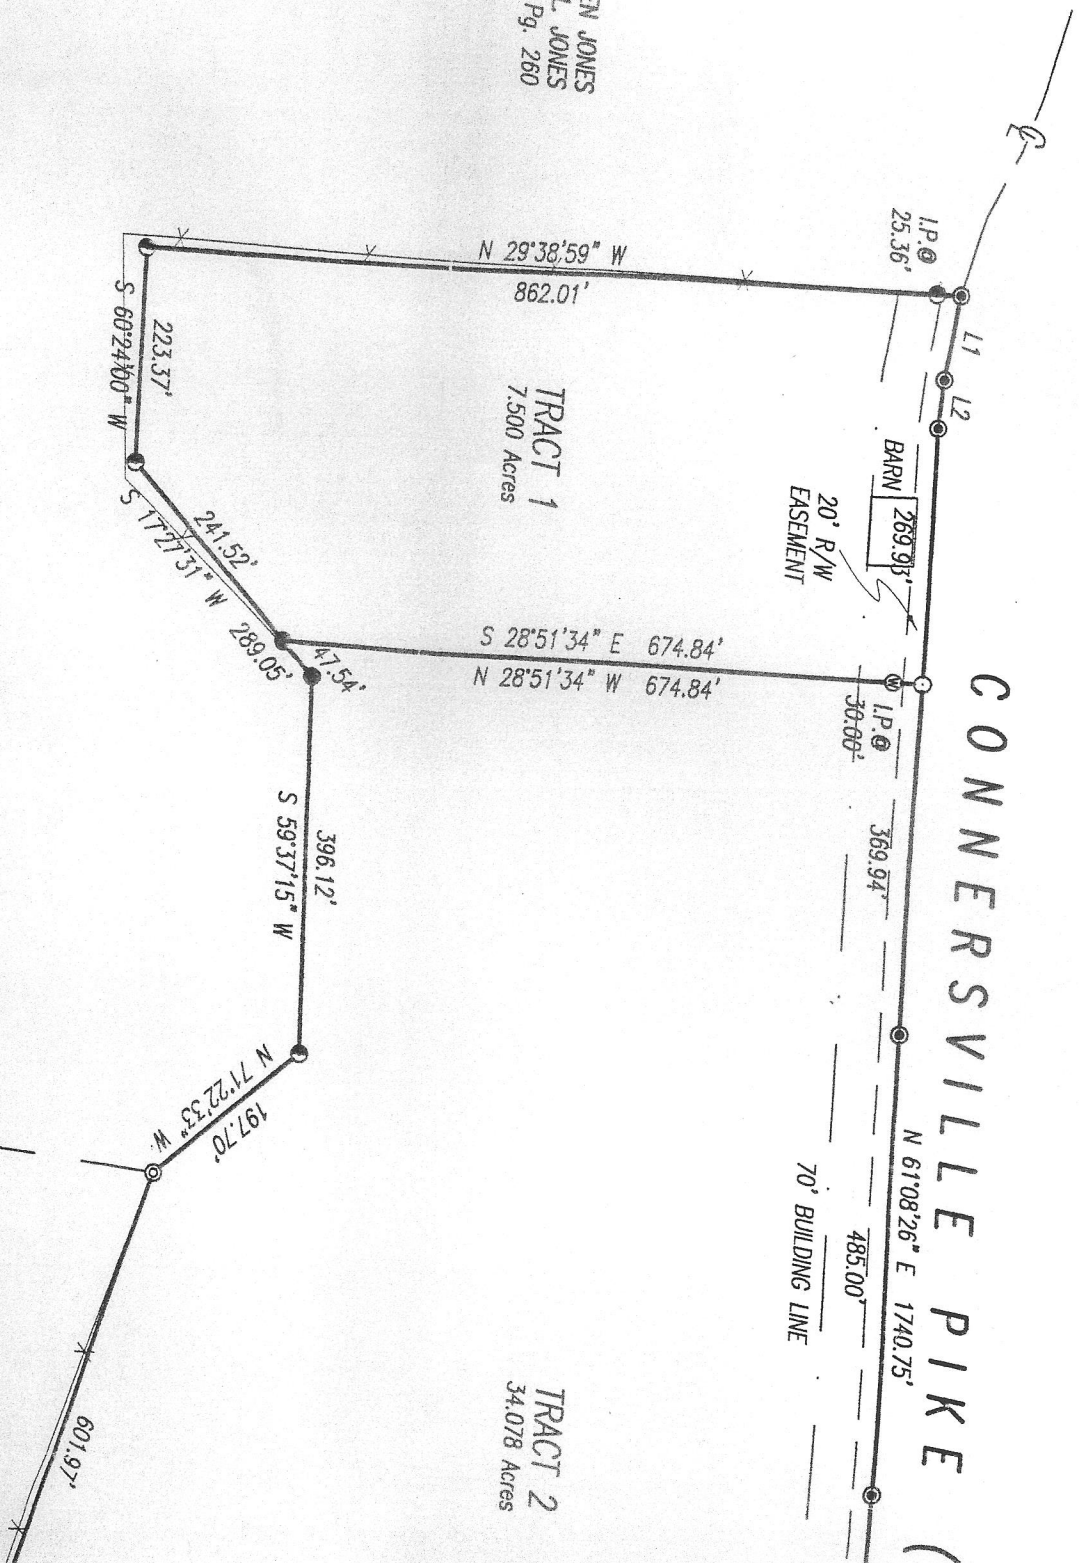 CONNERSVILLE PIKE (
℄
EN JONES
L. JONES
Pg. 260
I.P.@
25.36'
L1
L2
N 29°38'59" W
862.01'
BARN
269.93'
20' R/W
EASEMENT
TRACT 1
7.500 Acres
S 28°51'34" E 674.84'
N 28°51'34" W 674.84'
I.P.@
30.00'
369.94'
N 61°08'26" E 1740.75'
485.00'
70' BUILDING LINE
223.37'
S 60°24'00" W
241.52'
S 17°27'31" W
289.05'
47.54'
396.12'
S 59°37'15" W
N 71°22'33" W
197.70'
TRACT 2
34.078 Acres
601.97'